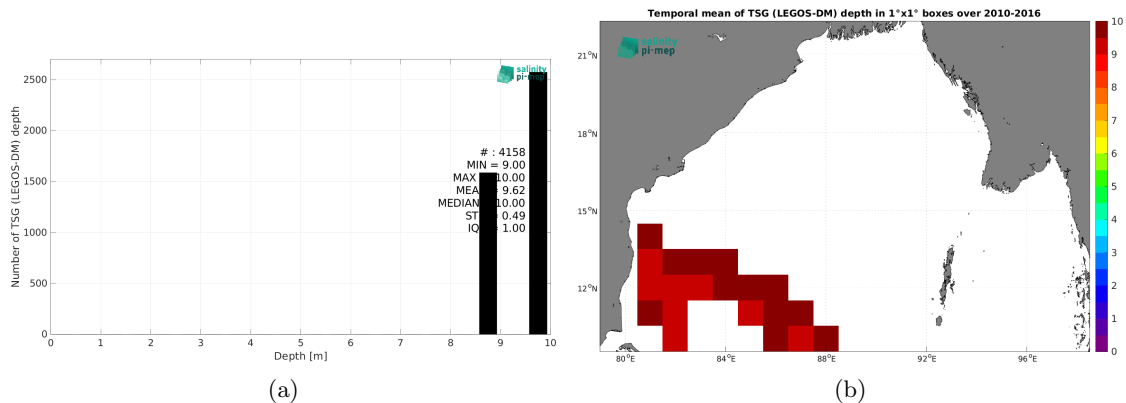 salinity
pi-mep
Number of TSG (LEGOS-DM) depth
2500
2000
1500
1000
500
0
# : 4158
MIN = 9.00
MAX 10.00
MEA = 9.62
MEDIAN 10.00
ST = 0.49
IQ = 1.00
0 1 2 3 4 5 6 7 8 9 10
Depth [m]
(a)
Temporal mean of TSG (LEGOS-DM) depth in 1°x1° boxes over 2010-2016
salinity
pi-mep
21°N
18°N
15°N
12°N
80°E 84°E 88°E 92°E 96°E
10
9
8
7
6
5
4
3
2
1
0
(b)